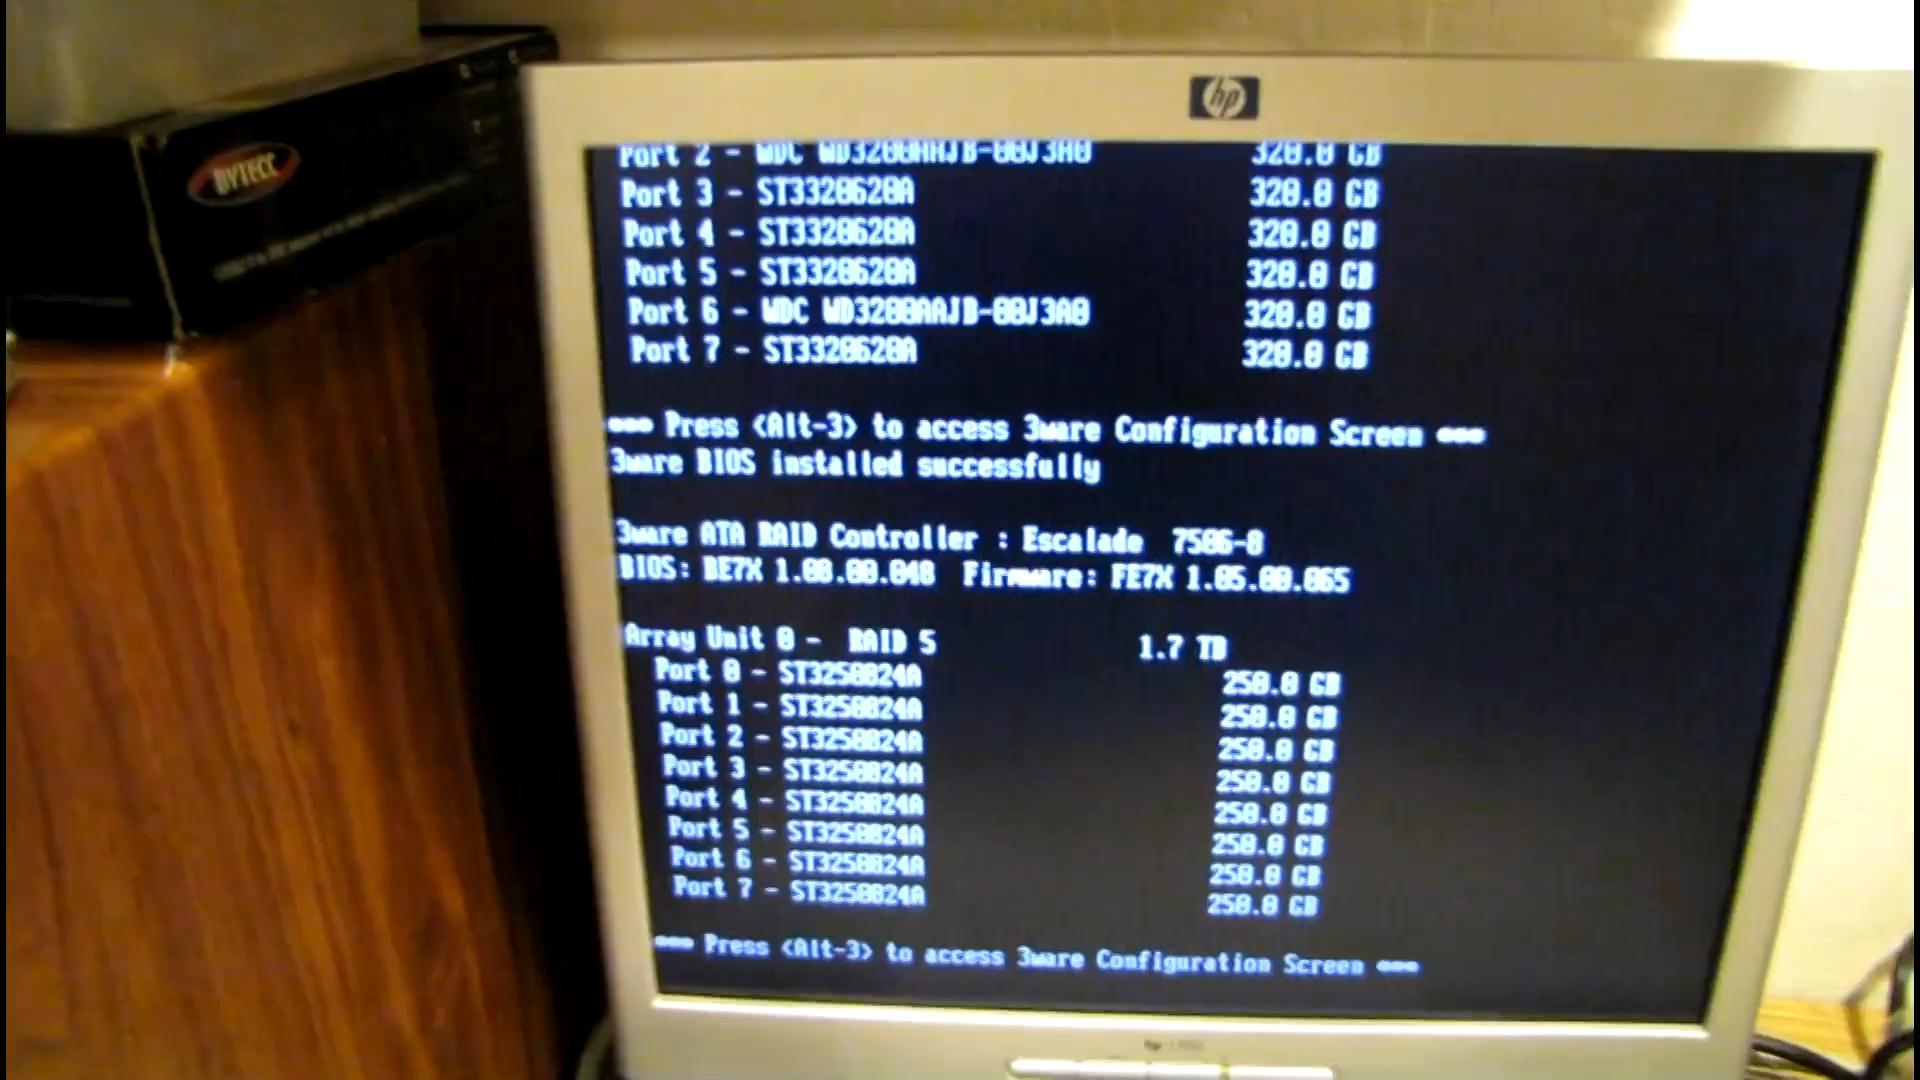 BYTECC
hp
Port 2 - WDC WD3200AAJB-00J3A0 320.0 GB
Port 3 - ST3320620A 320.0 GB
Port 4 - ST3320620A 320.0 GB
Port 5 - ST3320620A 320.0 GB
Port 6 - WDC WD3200AAJB-00J3A0 320.0 GB
Port 7 - ST3320620A 320.0 GB
=== Press <Alt-3> to access 3ware Configuration Screen ===
3ware BIOS installed successfully
3ware ATA RAID Controller : Escalade 7506-8
BIOS: BE7X 1.08.00.048 Firmware: FE7X 1.05.00.065
Array Unit 0 - RAID 5 1.7 TB
Port 0 - ST3250824A 250.0 GB
Port 1 - ST3250824A 250.0 GB
Port 2 - ST3250824A 250.0 GB
Port 3 - ST3250824A 250.0 GB
Port 4 - ST3250824A 250.0 GB
Port 5 - ST3250824A 250.0 GB
Port 6 - ST3250824A 250.0 GB
Port 7 - ST3250824A 250.0 GB
=== Press <Alt-3> to access 3ware Configuration Screen ===
hp